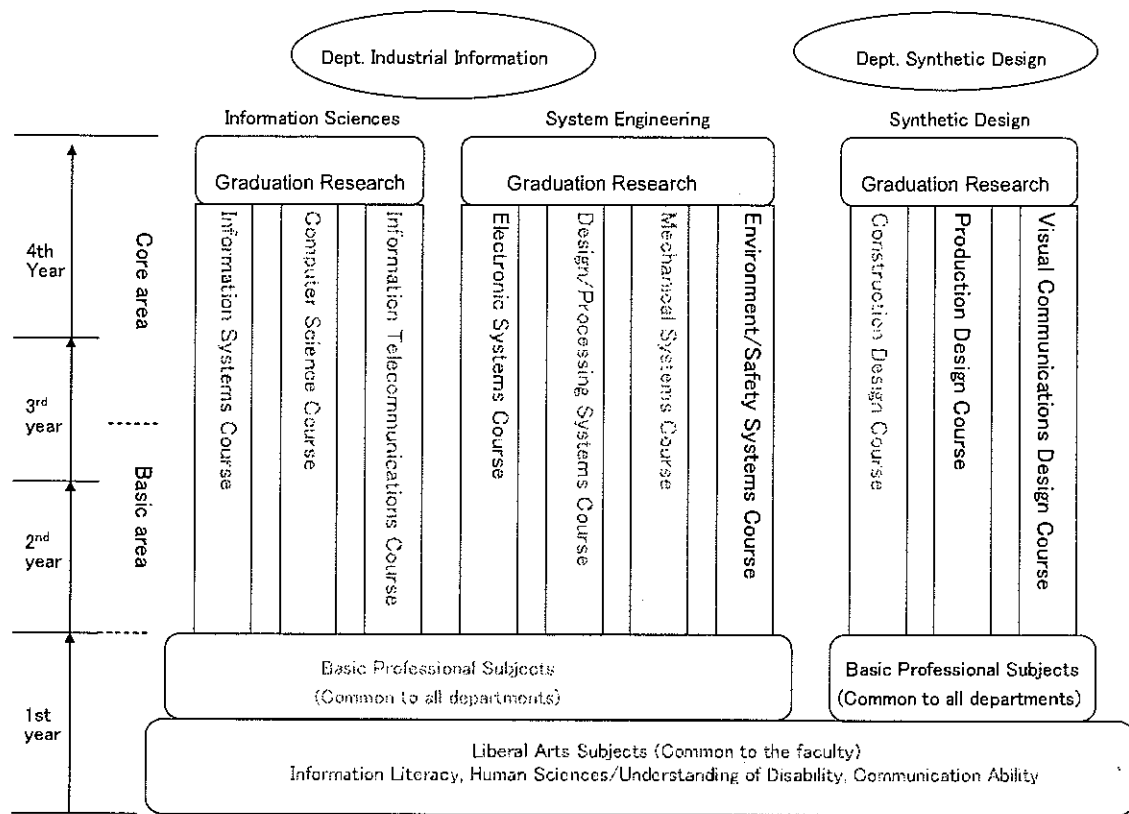 Dept. Industrial Information
Dept. Synthetic Design
Information Sciences
System Engineering
Synthetic Design
Graduation Research
Graduation Research
Graduation Research
4th
Year
3rd
year
2nd
year
1st
year
Core area
Basic area
Information Systems Course
Computer Science Course
Information Telecommunications Course
Electronic Systems Course
Design/Processing Systems Course
Mechamical Systems Course
Environment/Safety Systems Course
Construction Design Course
Production Design Course
Visual Communications Design Course
Basic Professional Subjects
(Common to all departments)
Basic Professional Subjects
(Common to all departments)
Liberal Arts Subjects (Common to the faculty)
Information Literacy, Human Sciences/Understanding of Disability, Communication Ability